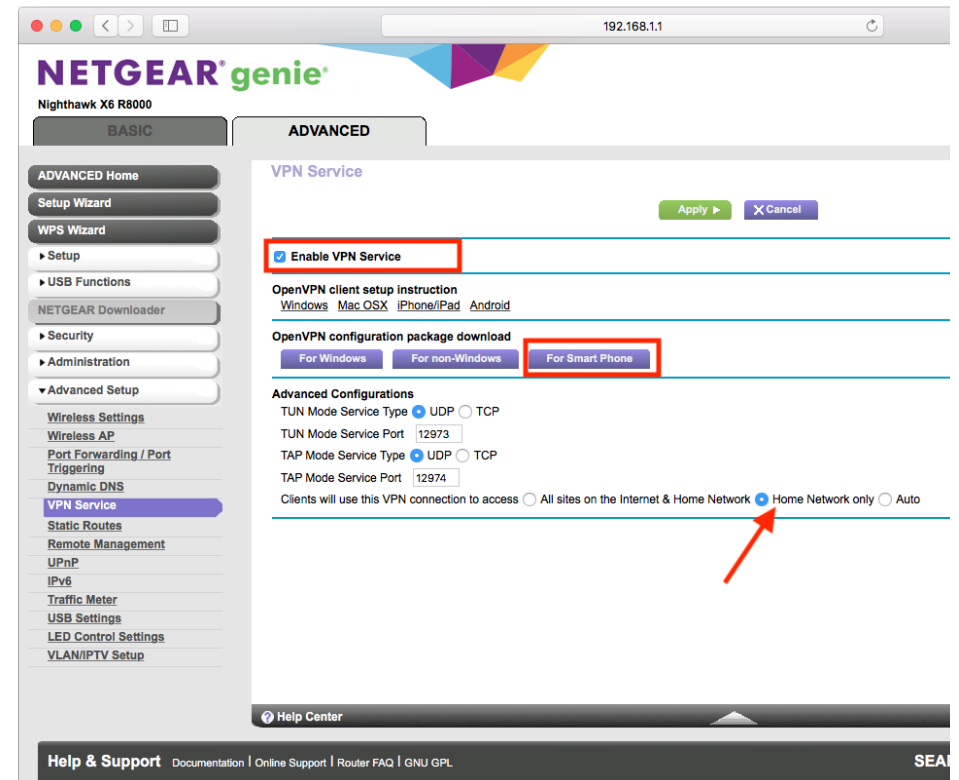 192.168.1.1
NETGEAR® genie®
Nighthawk X6 R8000
BASIC
ADVANCED
ADVANCED Home
Setup Wizard
WPS Wizard
Setup
USB Functions
NETGEAR Downloader
Security
Administration
Advanced Setup
Wireless Settings
Wireless AP
Port Forwarding / Port
Triggering
Dynamic DNS
VPN Service
Static Routes
Remote Management
UPnP
IPv6
Traffic Meter
USB Settings
LED Control Settings
VLAN/IPTV Setup
VPN Service
Apply
X Cancel
Enable VPN Service
OpenVPN client setup instruction
Windows Mac OSX iPhone/iPad Android
OpenVPN configuration package download
For Windows For non-Windows For Smart Phone
Advanced Configurations
TUN Mode Service Type UDP TCP
TUN Mode Service Port 12973
TAP Mode Service Type UDP TCP
TAP Mode Service Port 12974
Clients will use this VPN connection to access All sites on the Internet & Home Network Home Network only Auto
? Help Center
Help & Support Documentation | Online Support | Router FAQ | GNU GPL